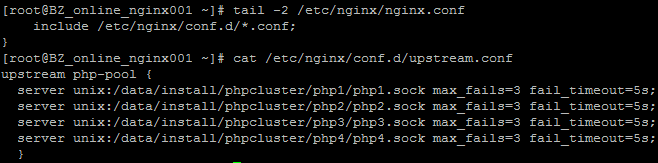 [root@BZ_online_nginx001 ~]# tail -2 /etc/nginx/nginx.conf
    include /etc/nginx/conf.d/*.conf;
}
[root@BZ_online_nginx001 ~]# cat /etc/nginx/conf.d/upstream.conf
upstream php-pool {
  server unix:/data/install/phpcluster/php1/php1.sock max_fails=3 fail_timeout=5s;
  server unix:/data/install/phpcluster/php2/php2.sock max_fails=3 fail_timeout=5s;
  server unix:/data/install/phpcluster/php3/php3.sock max_fails=3 fail_timeout=5s;
  server unix:/data/install/phpcluster/php4/php4.sock max_fails=3 fail_timeout=5s;
  }